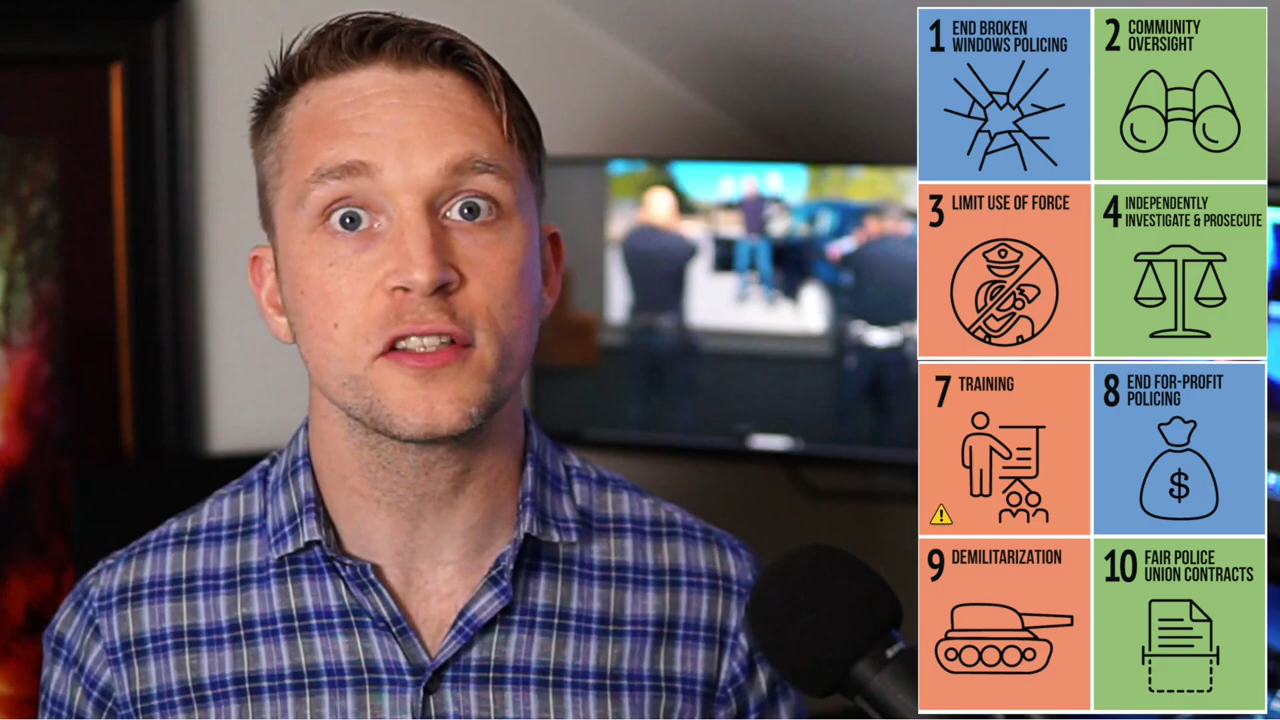 1 END BROKEN
WINDOWS POLICING
2 COMMUNITY
OVERSIGHT
3 LIMIT USE OF FORCE
4 INDEPENDENTLY
INVESTIGATE & PROSECUTE
7 TRAINING
8 END FOR-PROFIT
POLICING
$
9 DEMILITARIZATION
10 FAIR POLICE
UNION CONTRACTS